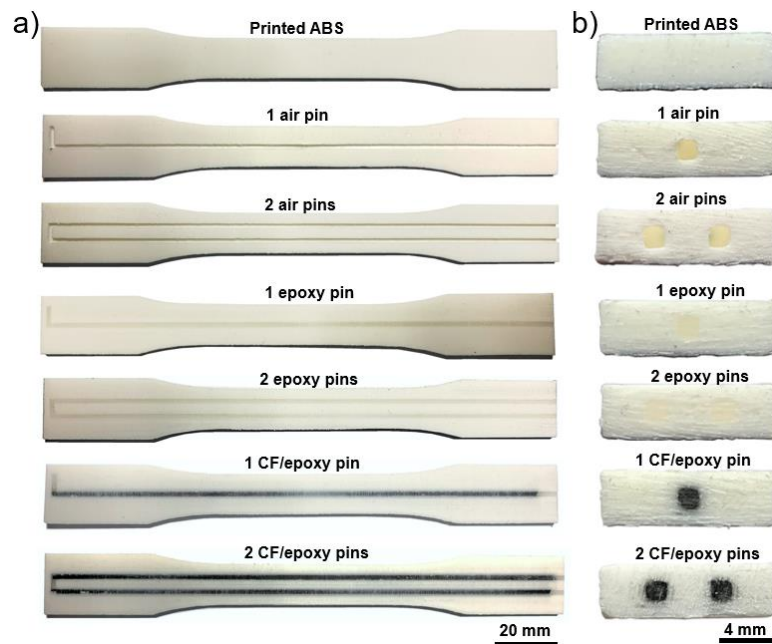 a)
Printed ABS
1 air pin
2 air pins
1 epoxy pin
2 epoxy pins
1 CF/epoxy pin
2 CF/epoxy pins
20 mm
b)
Printed ABS
1 air pin
2 air pins
1 epoxy pin
2 epoxy pins
1 CF/epoxy pin
2 CF/epoxy pins
4 mm